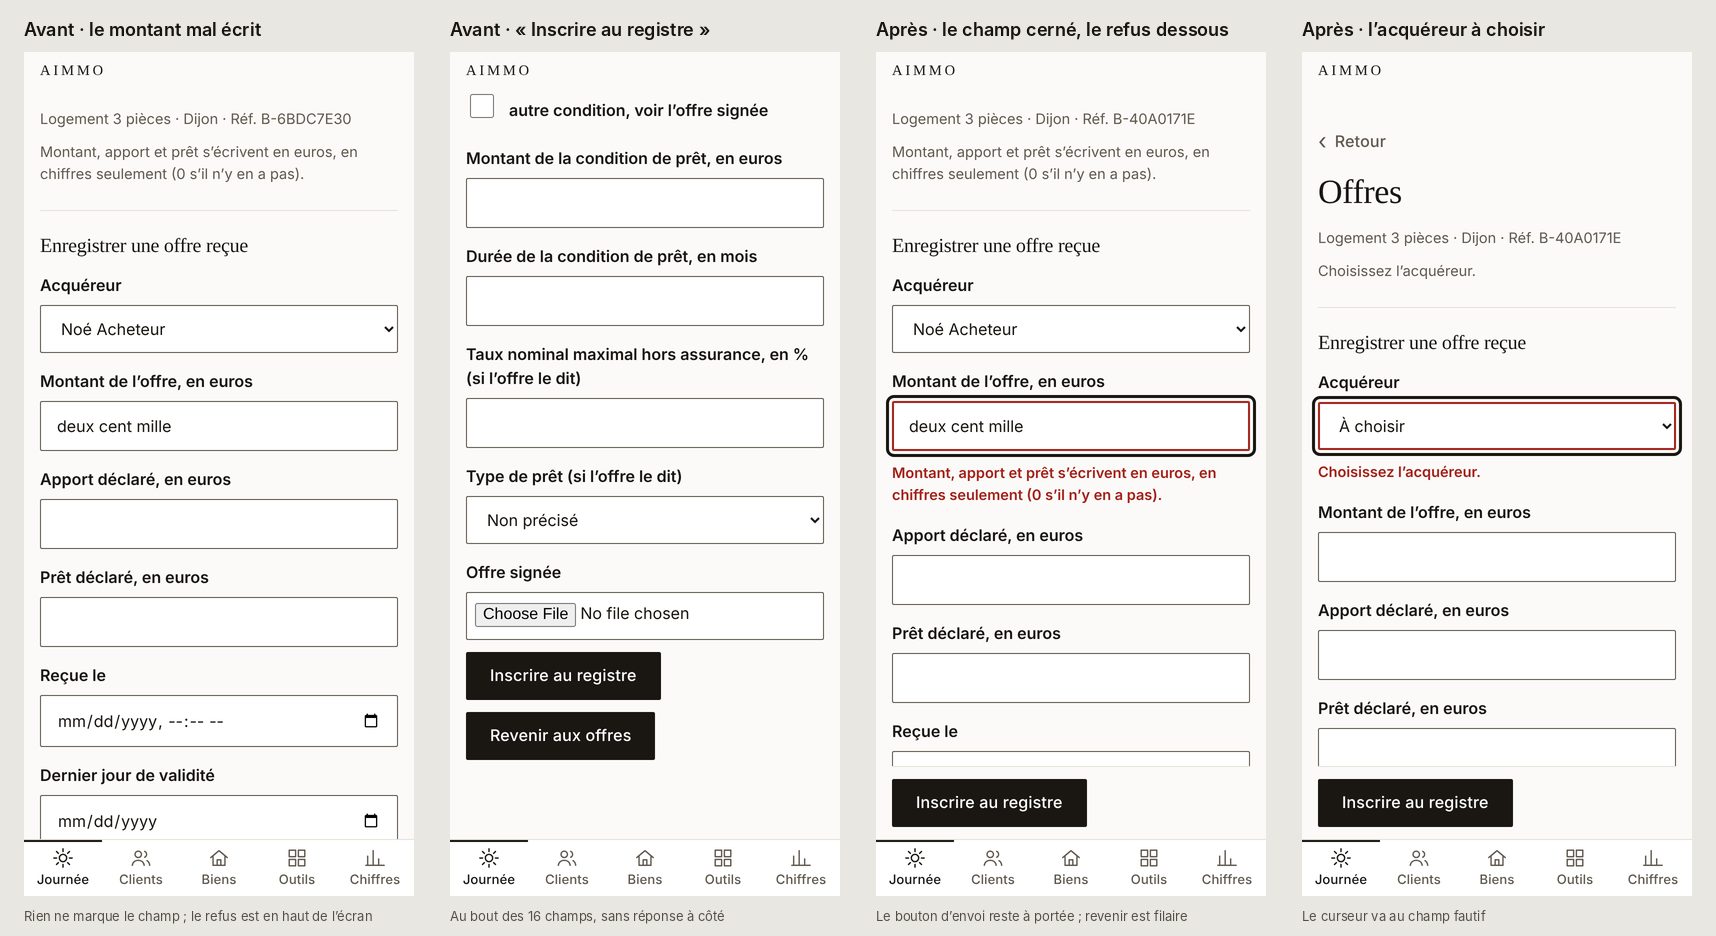 Avant · le montant mal écrit
AIMMO
Logement 3 pièces · Dijon · Réf. B-6BDC7E30
Montant, apport et prêt s’écrivent en euros, en
chiffres seulement (0 s’il n’y en a pas).
Enregistrer une offre reçue
Acquéreur
Noé Acheteur
Montant de l’offre, en euros
deux cent mille
Apport déclaré, en euros
Prêt déclaré, en euros
Reçue le
mm/dd/yyyy, --:-- --
Dernier jour de validité
mm/dd/yyyy
Journée Clients Biens Outils Chiffres
Rien ne marque le champ ; le refus est en haut de l’écran
Avant · « Inscrire au registre »
AIMMO
autre condition, voir l’offre signée
Montant de la condition de prêt, en euros
Durée de la condition de prêt, en mois
Taux nominal maximal hors assurance, en %
(si l’offre le dit)
Type de prêt (si l’offre le dit)
Non précisé
Offre signée
Choose File No file chosen
Inscrire au registre
Revenir aux offres
Journée Clients Biens Outils Chiffres
Au bout des 16 champs, sans réponse à côté
Après · le champ cerné, le refus dessous
AIMMO
Logement 3 pièces · Dijon · Réf. B-40A0171E
Montant, apport et prêt s’écrivent en euros, en
chiffres seulement (0 s’il n’y en a pas).
Enregistrer une offre reçue
Acquéreur
Noé Acheteur
Montant de l’offre, en euros
deux cent mille
Montant, apport et prêt s’écrivent en euros, en
chiffres seulement (0 s’il n’y en a pas).
Apport déclaré, en euros
Prêt déclaré, en euros
Reçue le
Inscrire au registre
Journée Clients Biens Outils Chiffres
Le bouton d’envoi reste à portée ; revenir est filaire
Après · l’acquéreur à choisir
AIMMO
Retour
Offres
Logement 3 pièces · Dijon · Réf. B-40A0171E
Choisissez l’acquéreur.
Enregistrer une offre reçue
Acquéreur
À choisir
Choisissez l’acquéreur.
Montant de l’offre, en euros
Apport déclaré, en euros
Prêt déclaré, en euros
Inscrire au registre
Journée Clients Biens Outils Chiffres
Le curseur va au champ fautif